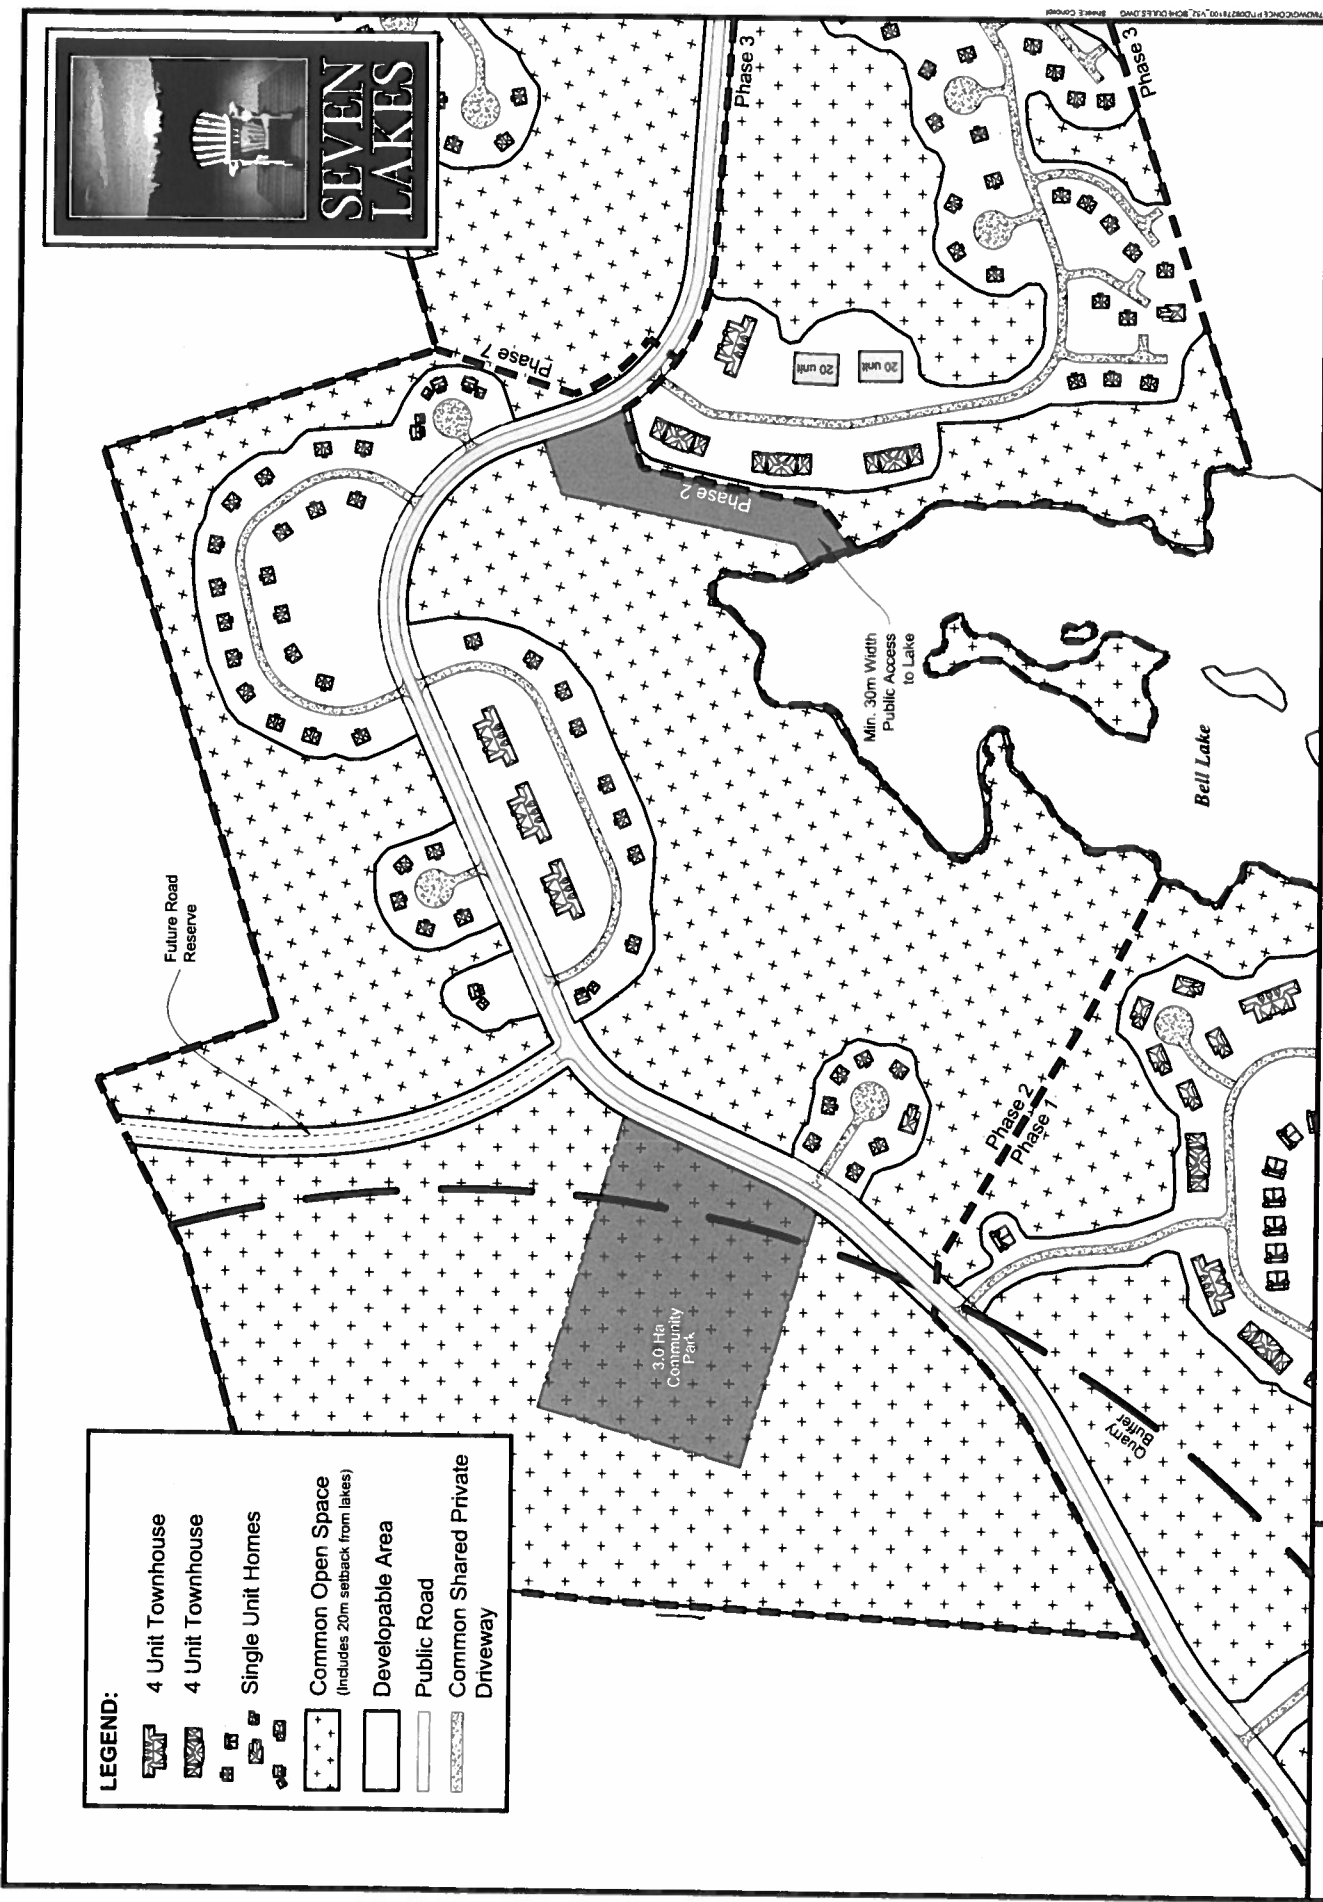 SEVEN
LAKES
LEGEND:
4 Unit Townhouse
4 Unit Townhouse
Single Unit Homes
Common Open Space
(Includes 20m setback from lakes)
Developable Area
Public Road
Common Shared Private
Driveway
Future Road
Reserve
Phase 7
Phase 3
Phase 3
20 unit
20 unit
Phase 2
Min. 30m Width
Public Access
to Lake
Bell Lake
3.0 Ha
Community
Park
Phase 2
Phase 1
Quarry
Buffer